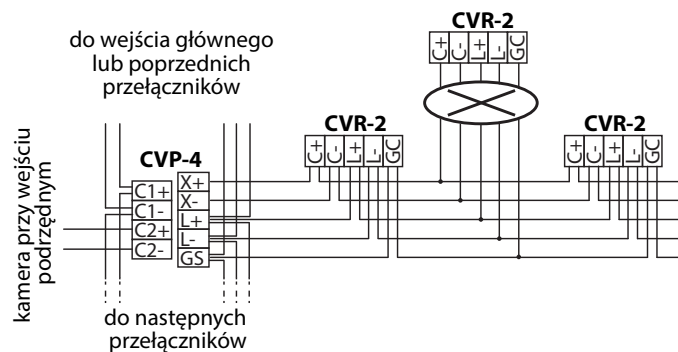 CVR-2
C+ C- L+ L- GC
do wejścia głównego
lub poprzednich
przełączników
CVR-2
C+ C- L+ L- GC
CVR-2
C+ C- L+ L- GC
CVP-4
C1+
C1-
C2+
C2-
X+
X-
L+
L-
GS
kamera przy wejściu
podrzędnym
do następnych
przełączników